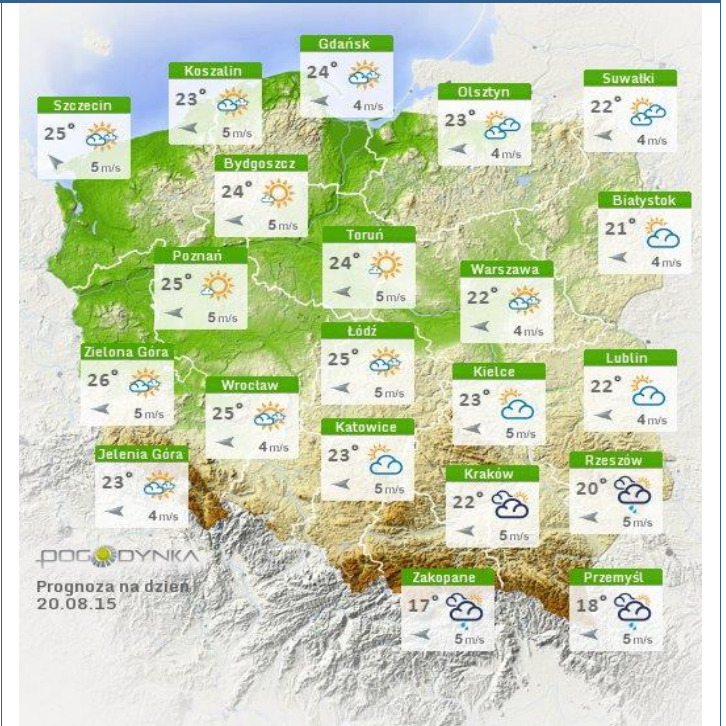 Gdańsk
24°
4 m/s
Koszalin
23°
5 m/s
Suwałki
22°
4 m/s
Olsztyn
23°
4 m/s
Szczecin
25°
5 m/s
Bydgoszcz
24°
5 m/s
Białystok
21°
4 m/s
Toruń
24°
5 m/s
Poznań
25°
5 m/s
Warszawa
22°
4 m/s
Łódź
25°
5 m/s
Zielona Góra
26°
5 m/s
Lublin
22°
4 m/s
Kielce
23°
5 m/s
Wrocław
25°
4 m/s
Katowice
23°
5 m/s
Jelenia Góra
23°
4 m/s
Rzeszów
20°
5 m/s
Kraków
22°
5 m/s
POGODYNKA
Prognoza na dzień
20.08.15
Zakopane
17°
5 m/s
Przemyśl
18°
5 m/s